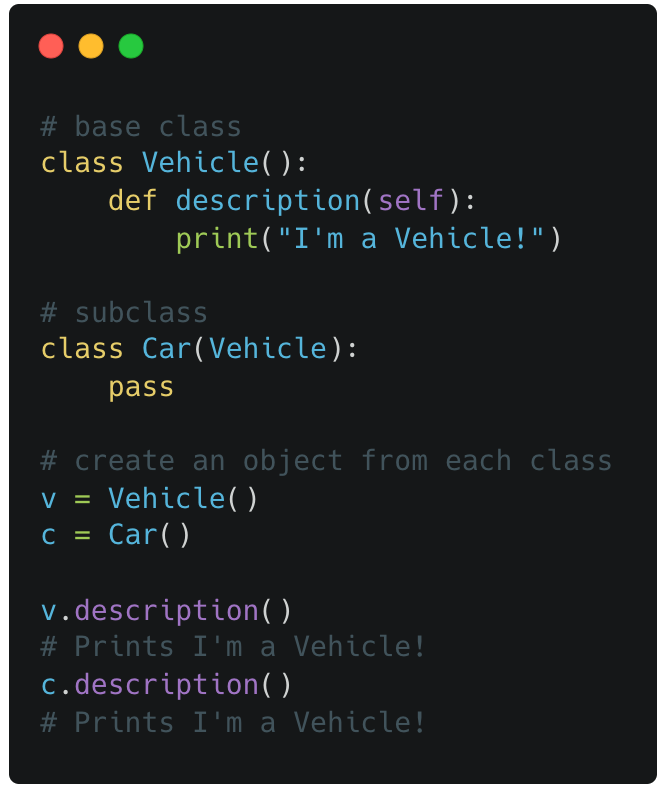 # base class
class Vehicle():
    def description(self):
        print("I'm a Vehicle!")

# subclass
class Car(Vehicle):
    pass

# create an object from each class
v = Vehicle()
c = Car()

v.description()
# Prints I'm a Vehicle!
c.description()
# Prints I'm a Vehicle!